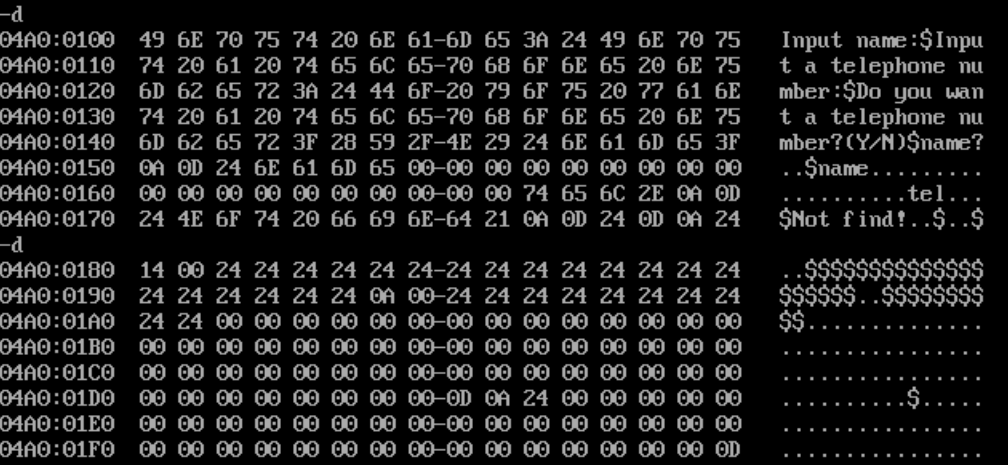 -d
04A0:0100  49 6E 70 75 74 20 6E 61-6D 65 3A 24 49 6E 70 75   Input name:$Inpu
04A0:0110  74 20 61 20 74 65 6C 65-70 68 6F 6E 65 20 6E 75   t a telephone nu
04A0:0120  6D 62 65 72 3A 24 44 6F-20 79 6F 75 20 77 61 6E   mber:$Do you wan
04A0:0130  74 20 61 20 74 65 6C 65-70 68 6F 6E 65 20 6E 75   t a telephone nu
04A0:0140  6D 62 65 72 3F 28 59 2F-4E 29 24 6E 61 6D 65 3F   mber?(Y/N)$name?
04A0:0150  0A 0D 24 6E 61 6D 65 00-00 00 00 00 00 00 00 00   ..$name.........
04A0:0160  00 00 00 00 00 00 00 00-00 00 74 65 6C 2E 0A 0D   ..........tel...
04A0:0170  24 4E 6F 74 20 66 69 6E-64 21 0A 0D 24 0D 0A 24   $Not find!..$..$
-d
04A0:0180  14 00 24 24 24 24 24 24-24 24 24 24 24 24 24 24   ..$$$$$$$$$$$$$$
04A0:0190  24 24 24 24 24 24 0A 00-24 24 24 24 24 24 24 24   $$$$$$..$$$$$$$$
04A0:01A0  24 24 00 00 00 00 00 00-00 00 00 00 00 00 00 00   $$..............
04A0:01B0  00 00 00 00 00 00 00 00-00 00 00 00 00 00 00 00   ................
04A0:01C0  00 00 00 00 00 00 00 00-00 00 00 00 00 00 00 00   ................
04A0:01D0  00 00 00 00 00 00 00 00-0D 0A 24 00 00 00 00 00   ..........$.....
04A0:01E0  00 00 00 00 00 00 00 00-00 00 00 00 00 00 00 00   ................
04A0:01F0  00 00 00 00 00 00 00 00-00 00 00 00 00 00 00 0D   ................